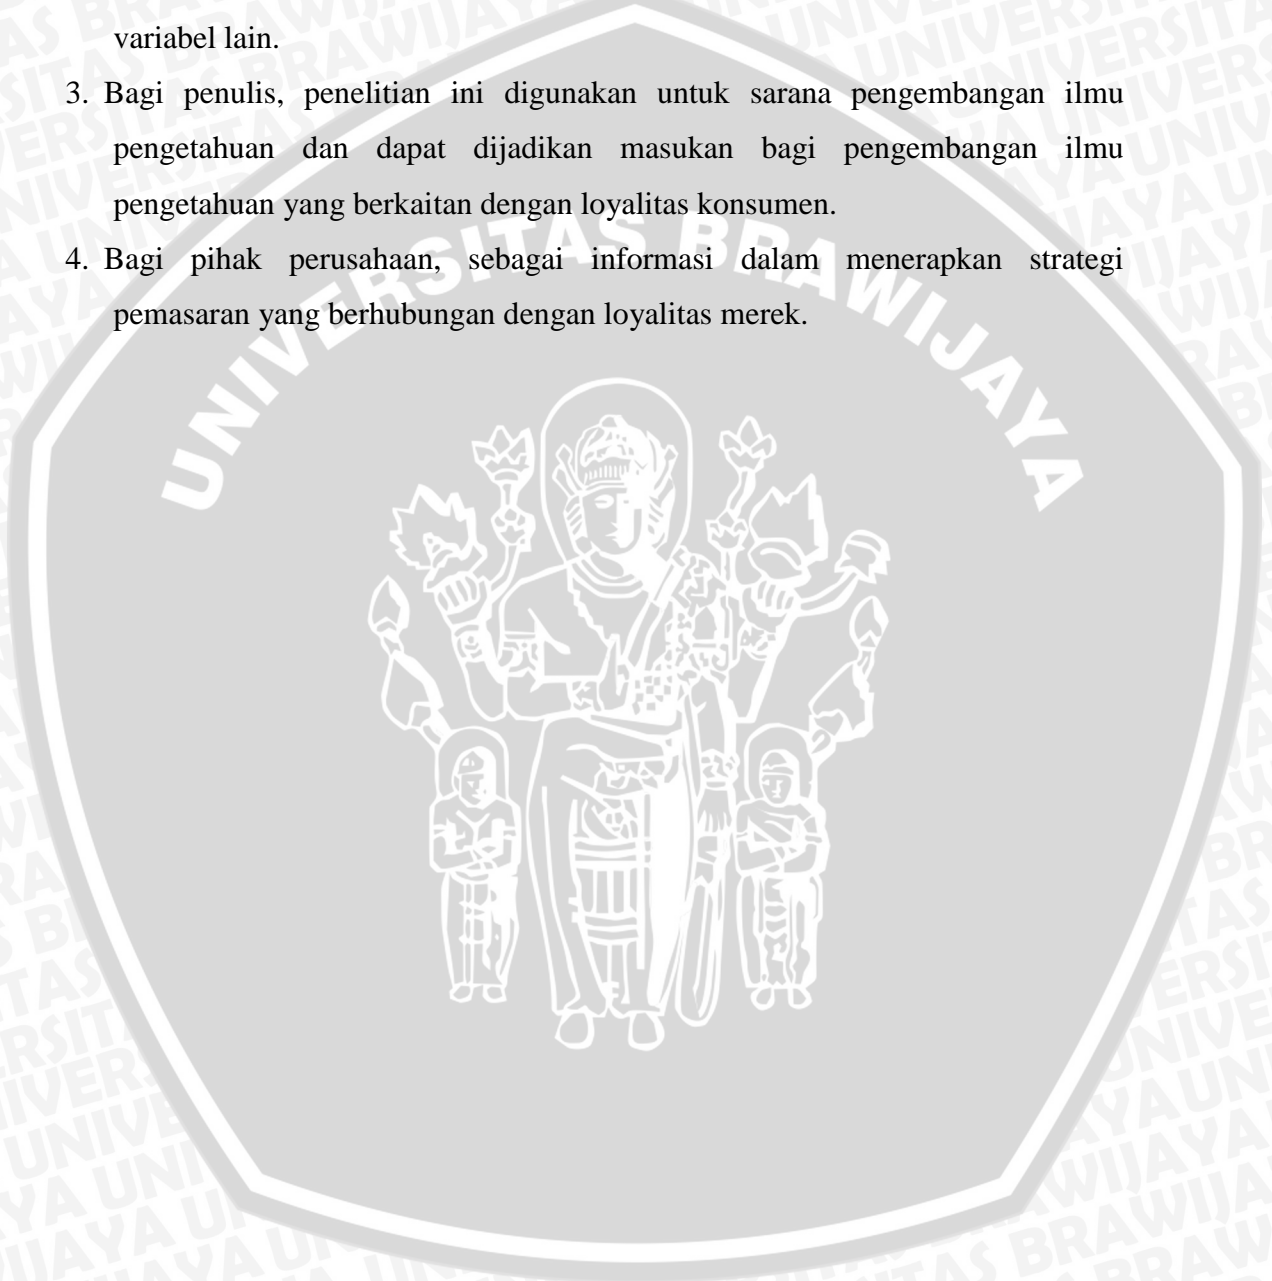 variabel lain.
3. Bagi penulis, penelitian ini digunakan untuk sarana pengembangan ilmu
pengetahuan dan dapat dijadikan masukan bagi pengembangan ilmu
pengetahuan yang berkaitan dengan loyalitas konsumen.
4. Bagi pihak perusahaan, sebagai informasi dalam menerapkan strategi
pemasaran yang berhubungan dengan loyalitas merek.
UNIVERSITAS BRAWIJAYA